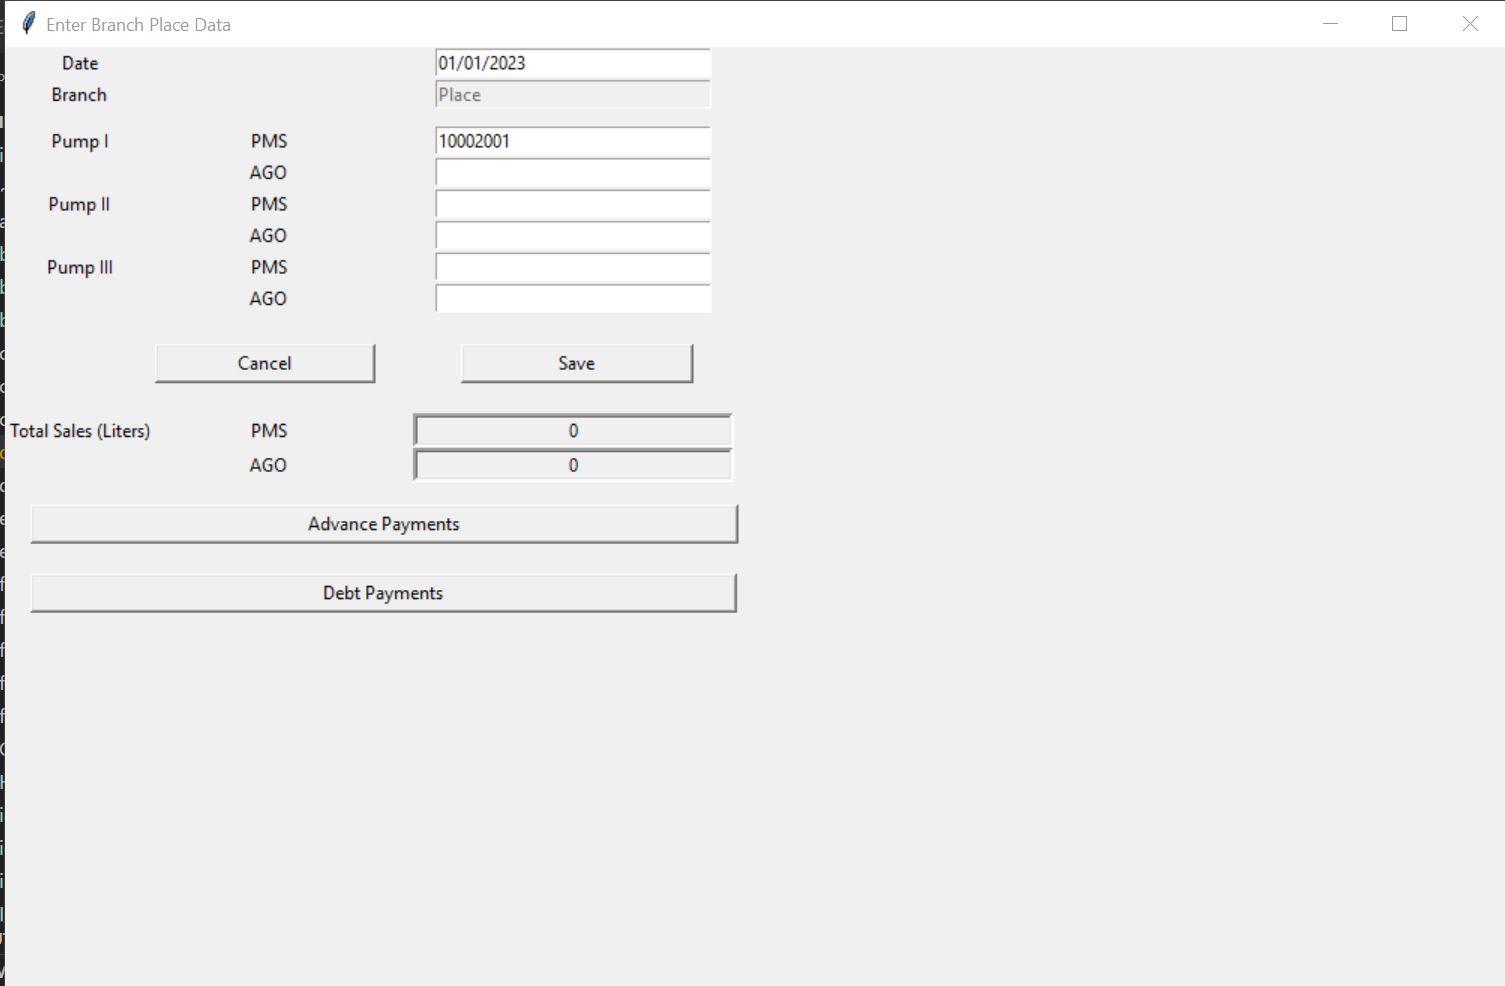 Enter Branch Place Data
Date 01/01/2023
Branch Place
Pump I PMS 10002001
AGO
Pump II PMS
AGO
Pump III PMS
AGO
Cancel Save
Total Sales (Liters) PMS 0
AGO 0
Advance Payments
Debt Payments